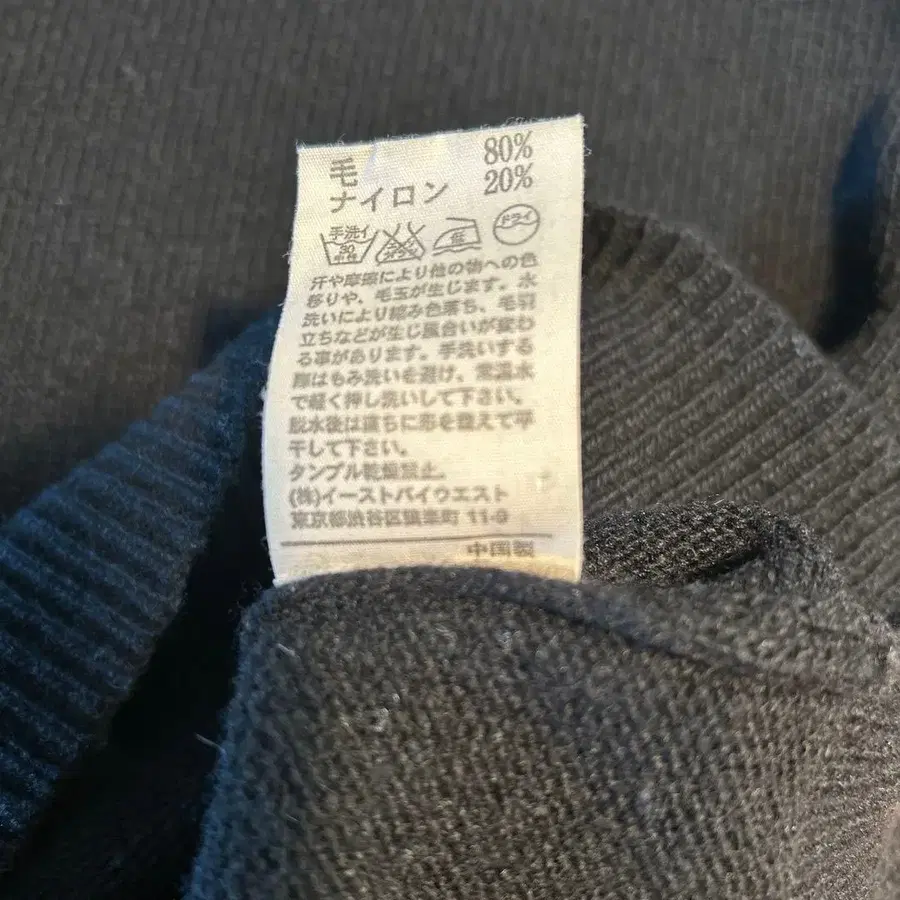 毛 80%
ナイロン 20%
手洗イ 30 低 ドライ
汗や摩擦により他の物への色
移りや、毛玉が生じます。水
洗いにより縮み色落ち、毛羽
立ちなどが生じ風合いが変わ
る事があります。手洗いする
際はもみ洗いを避け、常温水
で軽く押し洗いして下さい。
脱水後は直ちに形を整えて平
干して下さい。
タンブル乾燥禁止。
(株)イーストバイウエスト
東京都渋谷区鶯楽町 11-9
中国製